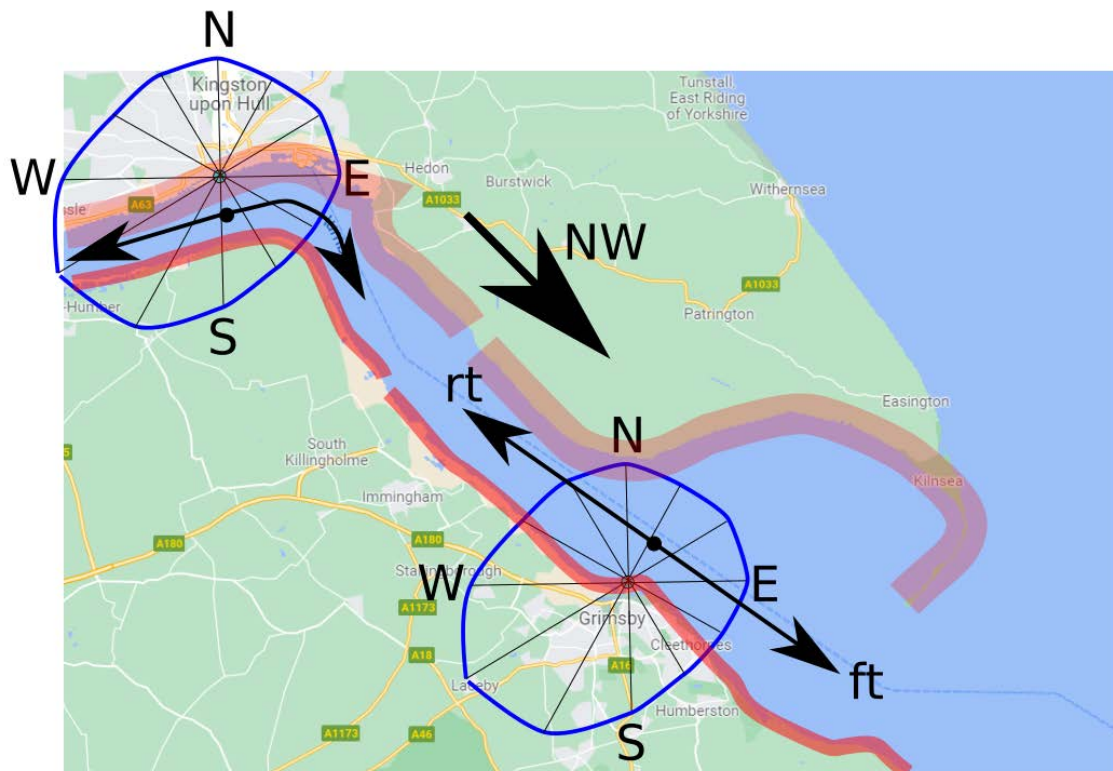 N
Kingston
upon Hull
Tunstall,
East Riding
of Yorkshire
W
E
Hedon
Burstwick
Withernsea
A63
A1033
NW
A1033
-Humber
S
Patrington
rt
Easington
N
South
Killingholme
Kilnsea
Immingham
A180
A180
W
E
A1173
Grimsby
Cleethorpes
A18
A16
ft
Laceby
Humberston
S
A1173
A46